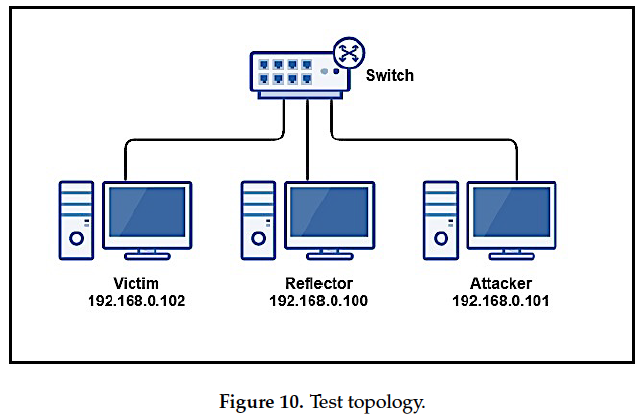 Switch
Victim
192.168.0.102
Reflector
192.168.0.100
Attacker
192.168.0.101
Figure 10. Test topology.